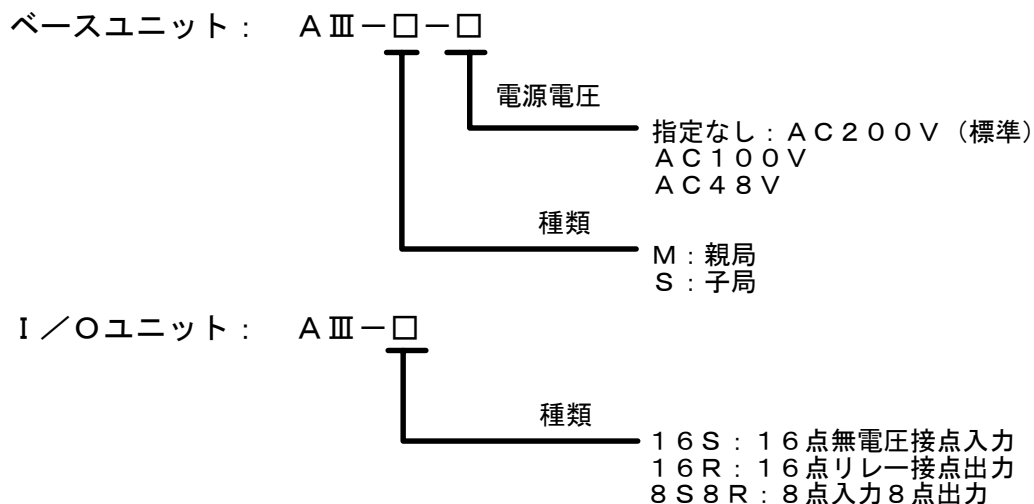 ベースユニット： AⅢ－□－□
電源電圧
指定なし：AC200V（標準）
AC100V
AC48V
種類
M：親局
S：子局
I／Oユニット： AⅢ－□
種類
16S：16点無電圧接点入力
16R：16点リレー接点出力
8S8R：8点入力8点出力